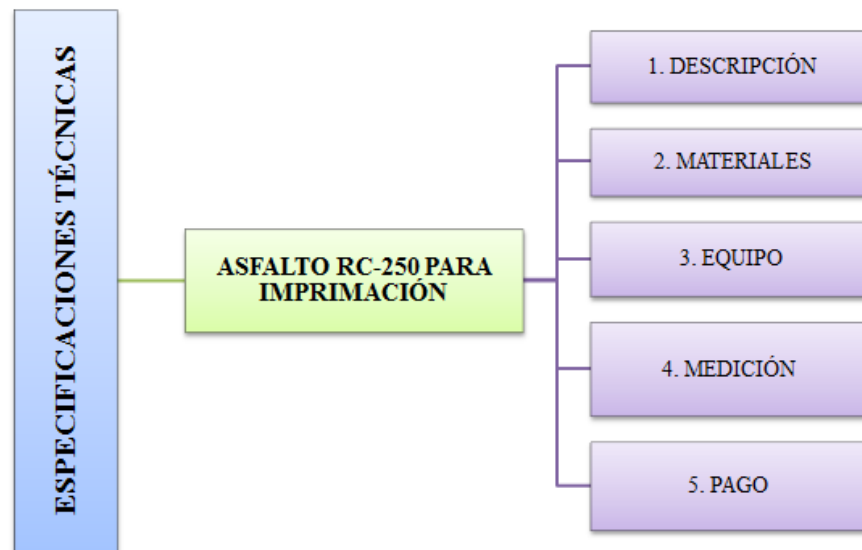 ESPECIFICACIONES TÉCNICAS
ASFALTO RC-250 PARA
IMPRIMACIÓN
1. DESCRIPCIÓN
2. MATERIALES
3. EQUIPO
4. MEDICIÓN
5. PAGO